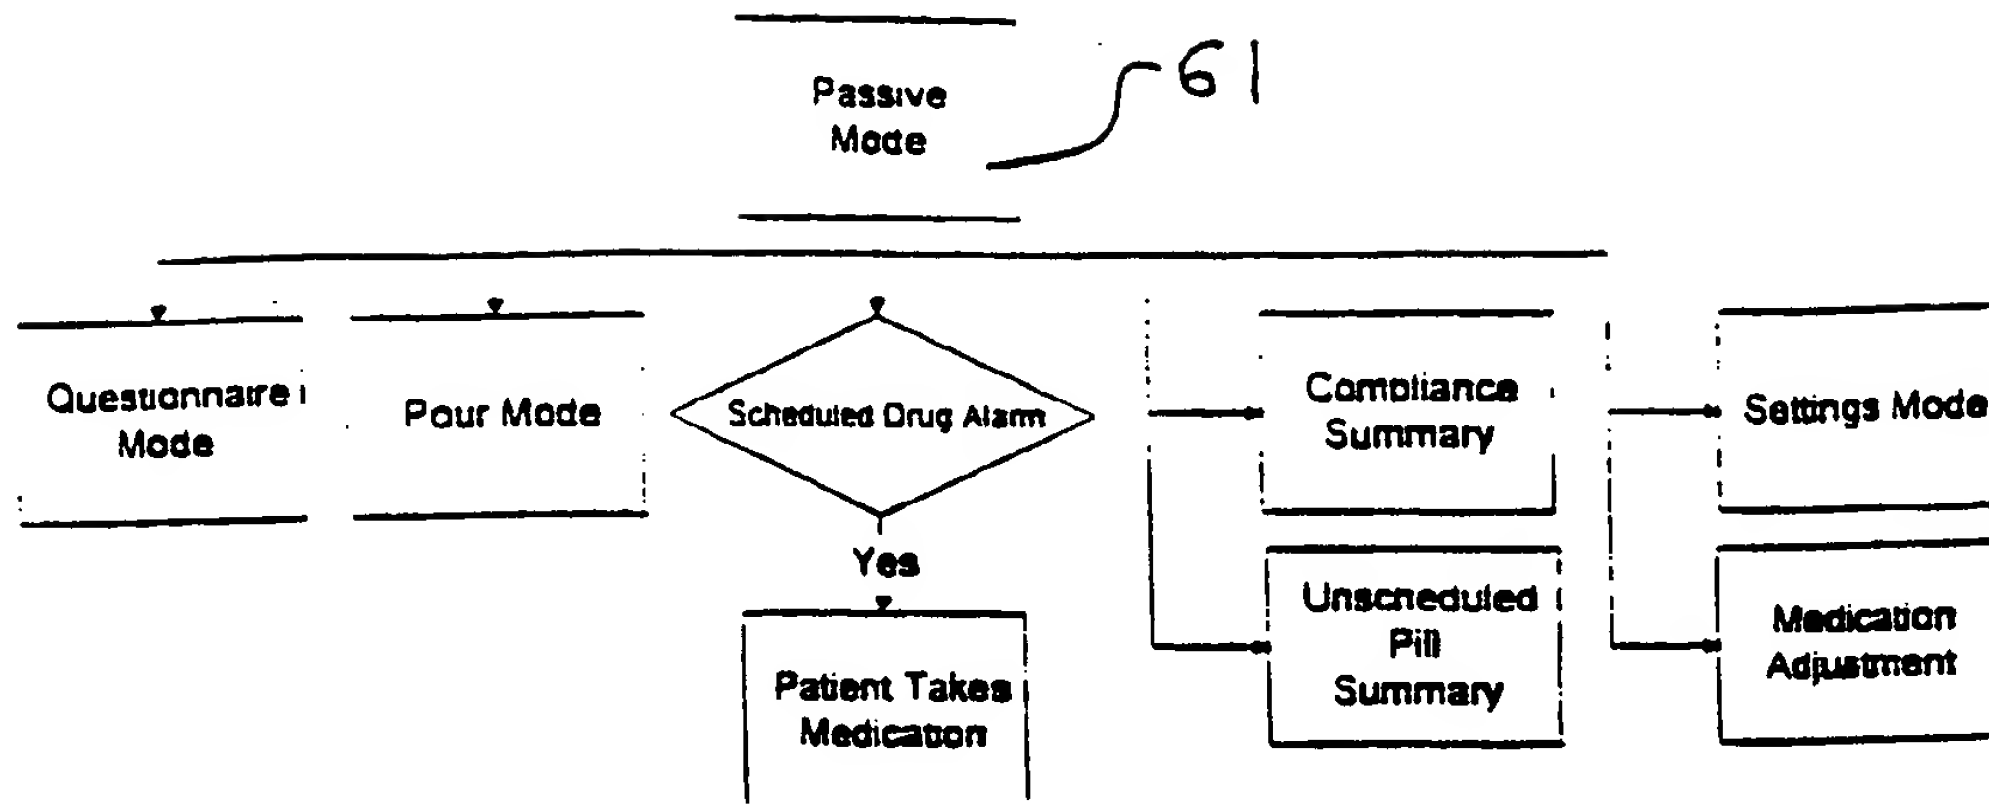 Passive
Mode
61
Questionnaire
Mode
Pour Mode
Scheduled Drug Alarm
Compliance
Summary
Settings Mode
Yes
Unscheduled
Pill
Summary
Medication
Adjustment
Patient Takes
Medication